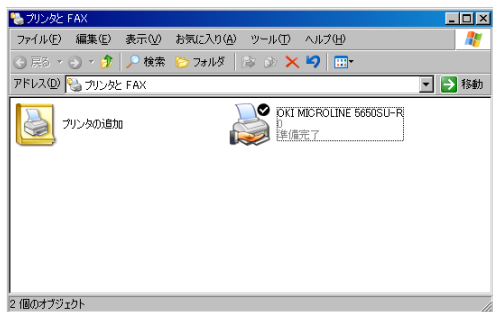 プリンタと FAX
ファイル(F) 編集(E) 表示(V) お気に入り(A) ツール(T) ヘルプ(H)
戻る 検索 フォルダ
アドレス(D) プリンタと FAX 移動
プリンタの追加
OKI MICROLINE 5650SU-R
0
準備完了
2 個のオブジェクト